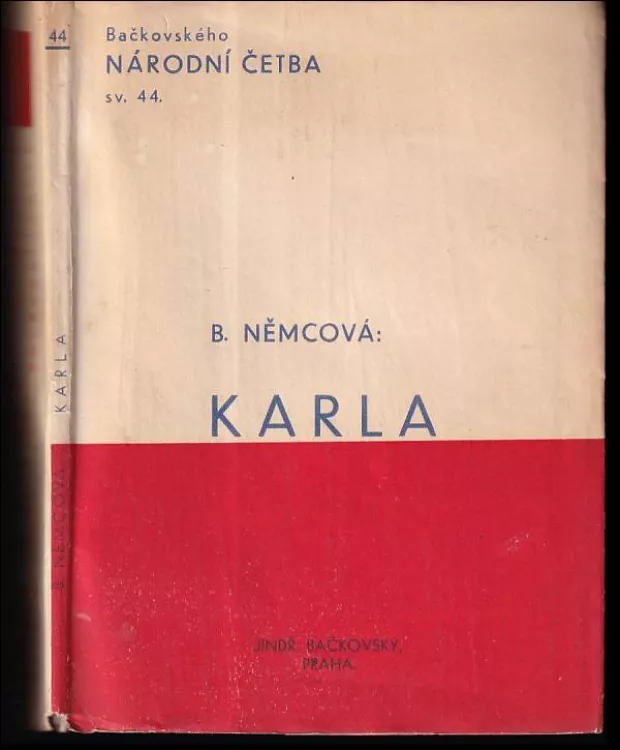 44
Bačkovského
NÁRODNÍ ČETBA
sv. 44.
B. NĚMCOVÁ:
KARLA
JINDŘ. BAČKOVSKÝ,
PRAHA.
B NĚMCOVÁ KARLA
44